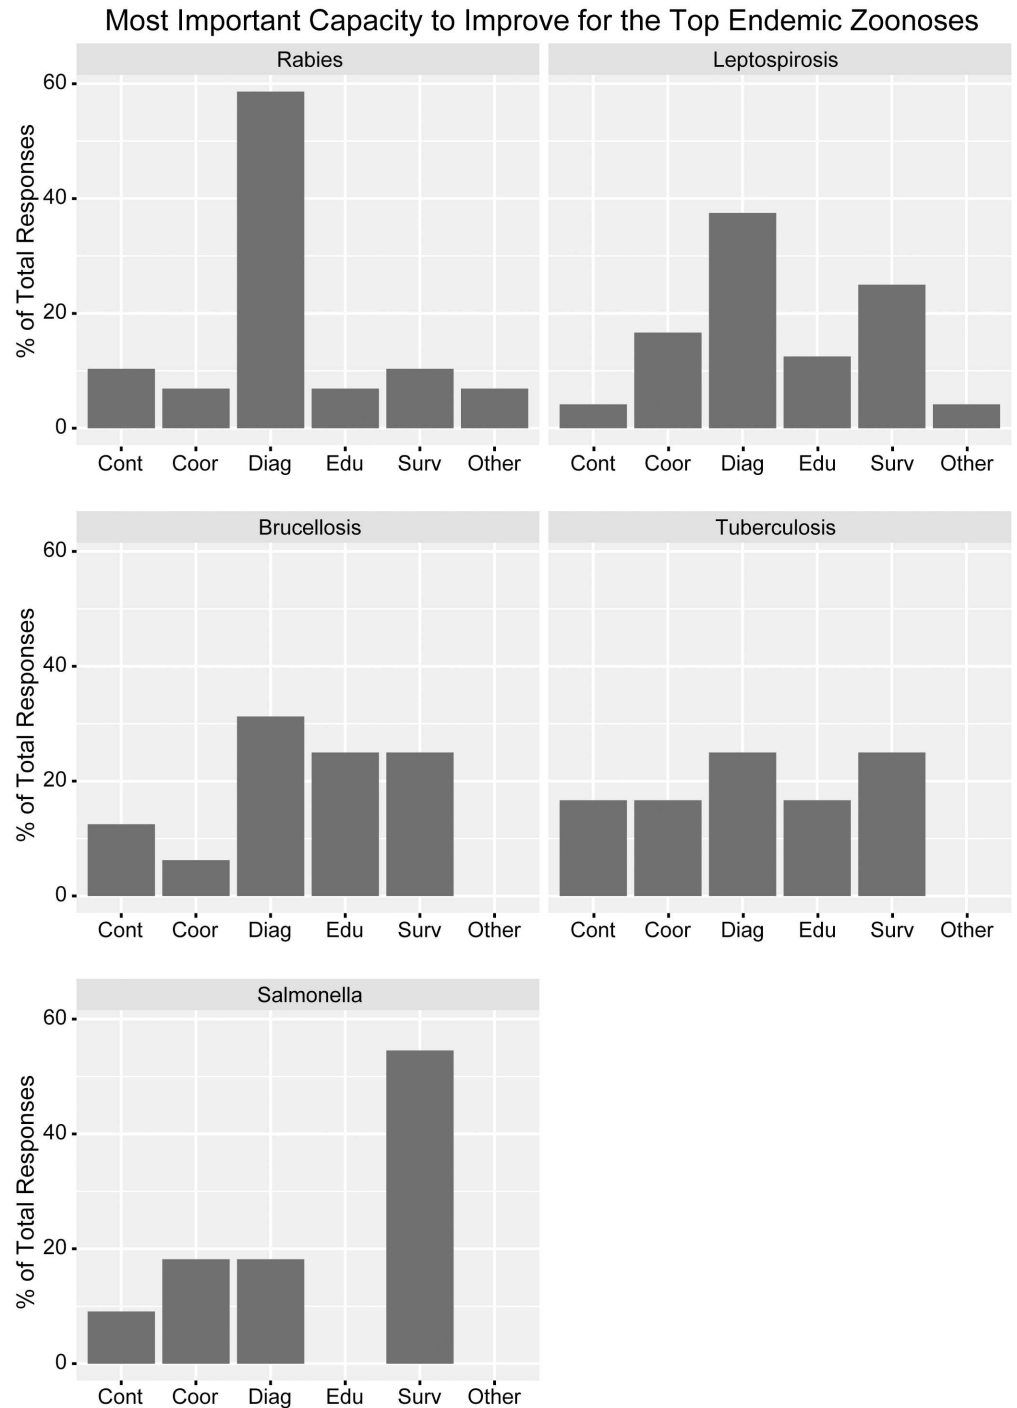 Most Important Capacity to Improve for the Top Endemic Zoonoses
Rabies
Leptospirosis
% of Total Responses
60
40
20
0
Cont Coor Diag Edu Surv Other
Cont Coor Diag Edu Surv Other
Brucellosis
Tuberculosis
% of Total Responses
60
40
20
0
Cont Coor Diag Edu Surv Other
Cont Coor Diag Edu Surv Other
Salmonella
% of Total Responses
60
40
20
0
Cont Coor Diag Edu Surv Other